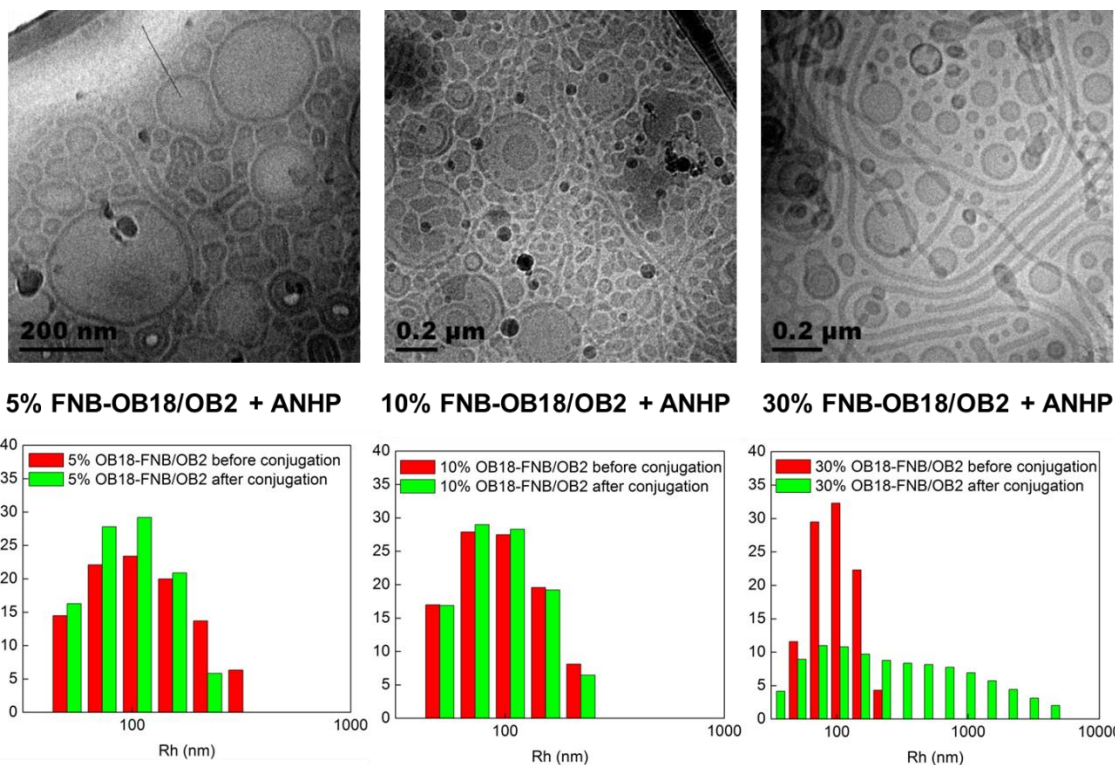 200 nm
0.2 µm
0.2 µm
5% FNB-OB18/OB2 + ANHP
10% FNB-OB18/OB2 + ANHP
30% FNB-OB18/OB2 + ANHP
40
35
30
25
20
15
10
5
0
5% OB18-FNB/OB2 before conjugation
5% OB18-FNB/OB2 after conjugation
100
1000
Rh (nm)
40
35
30
25
20
15
10
5
0
10% OB18-FNB/OB2 before conjugation
10% OB18-FNB/OB2 after conjugation
100
1000
Rh (nm)
40
35
30
25
20
15
10
5
0
30% OB18-FNB/OB2 before conjugation
30% OB18-FNB/OB2 after conjugation
100
1000
10000
Rh (nm)